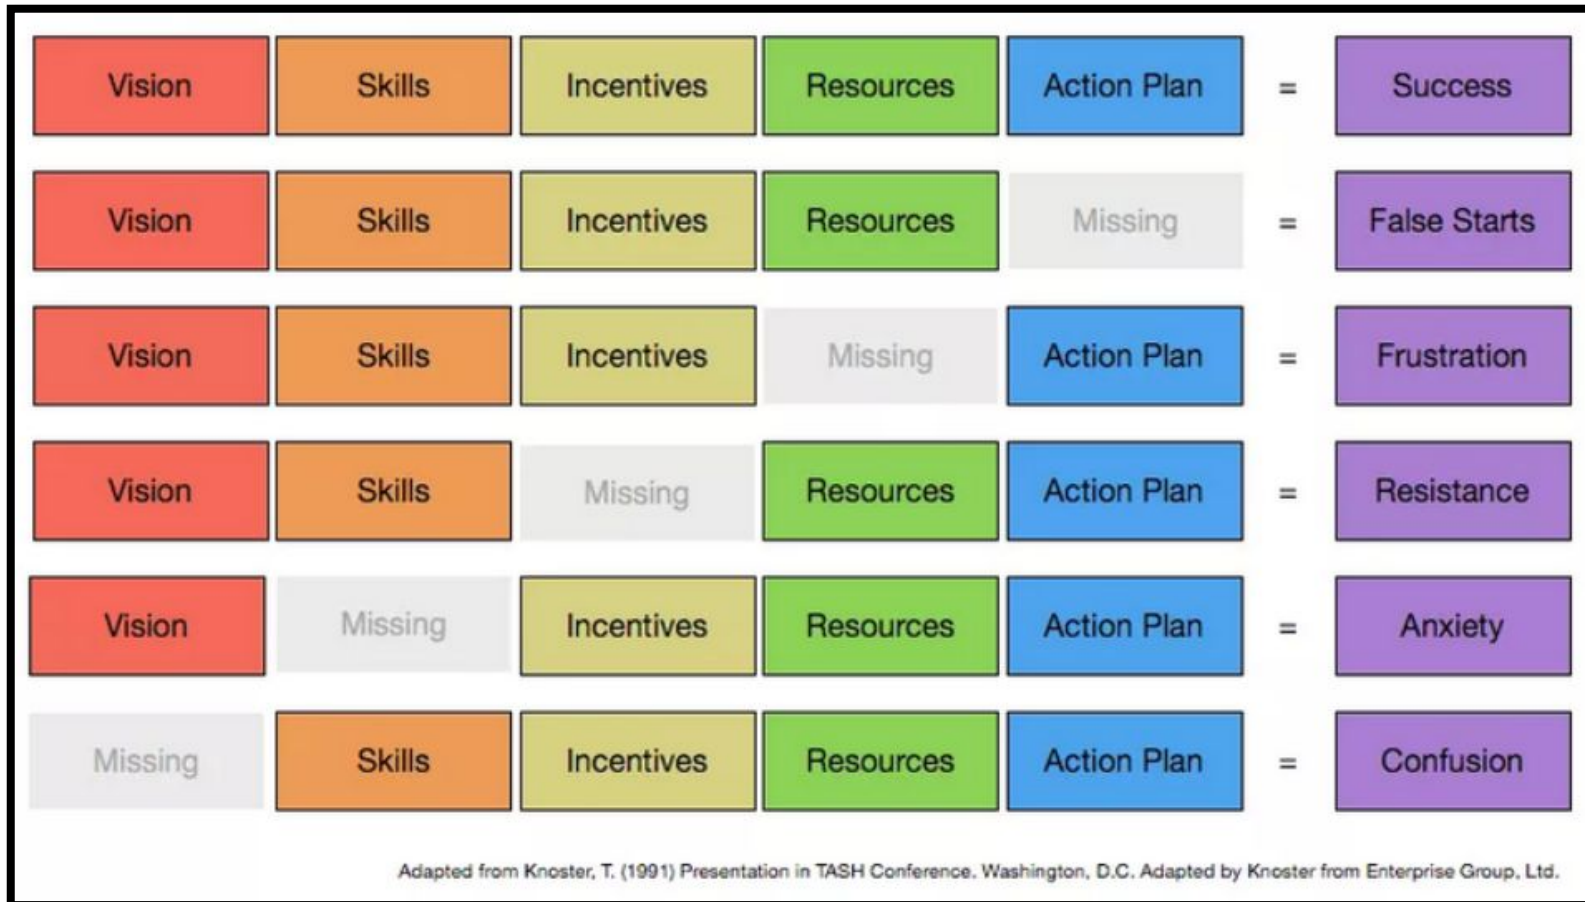 Vision Skills Incentives Resources Action Plan = Success
Vision Skills Incentives Resources Missing = False Starts
Vision Skills Incentives Missing Action Plan = Frustration
Vision Skills Missing Resources Action Plan = Resistance
Vision Missing Incentives Resources Action Plan = Anxiety
Missing Skills Incentives Resources Action Plan = Confusion
Adapted from Knoster, T. (1991) Presentation in TASH Conference. Washington, D.C. Adapted by Knoster from Enterprise Group, Ltd.